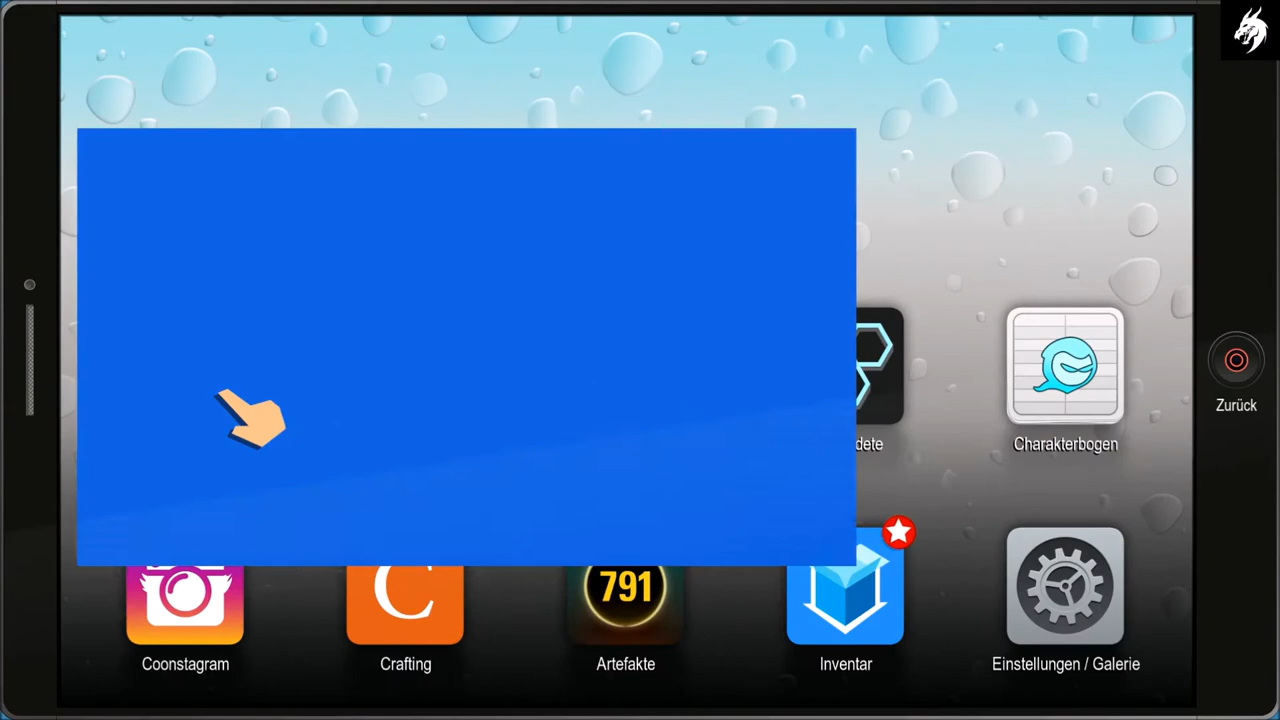 dete
Charakterbogen
Zurück
C
791
Coonstagram
Crafting
Artefakte
Inventar
Einstellungen / Galerie